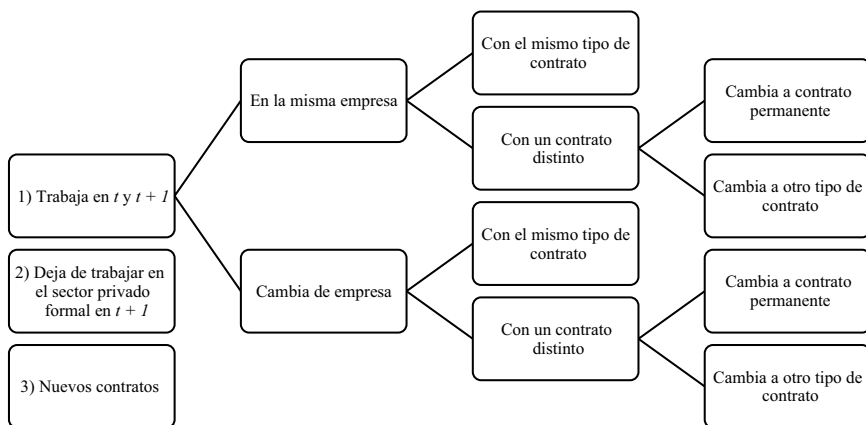 1) Trabaja en t y t + 1
2) Deja de trabajar en
el sector privado
formal en t + 1
3) Nuevos contratos
En la misma empresa
Cambia de empresa
Con el mismo tipo de
contrato
Con un contrato
distinto
Con el mismo tipo de
contrato
Con un contrato
distinto
Cambia a contrato
permanente
Cambia a otro tipo de
contrato
Cambia a contrato
permanente
Cambia a otro tipo de
contrato